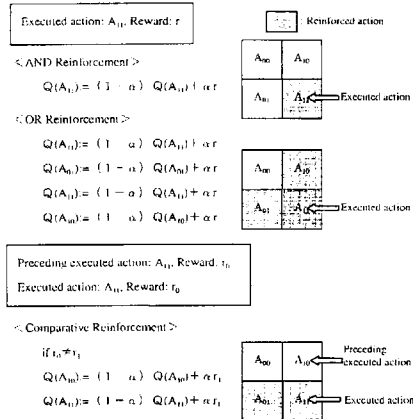 Executed action: A₁₁, Reward: r
: Reinforced action
<AND Reinforcement>
Q(A₁₁):= (1 - α) Q(A₁₁) + α r
A₀₀ A₁₀
A₀₁ A₁₁ Executed action
<OR Reinforcement>
Q(A₁₁):= (1 - α) Q(A₁₁) + α r
Q(A₀₁):= (1 - α) Q(A₀₁) + α r
Q(A₁₁):= (1 - α) Q(A₁₁) + α r
Q(A₁₀):= (1 α) Q(A₁₀) + α r
A₀₀ A₁₀
A₀₁ Executed action
Preceding executed action: A₁₁, Reward: r₀
Executed action: A₁₁, Reward: r₀
<Comparative Reinforcement>
if r₀≠r₁
Q(A₁₀):= (1 α) Q(A₁₀) + α r₁
Q(A₁₁):= (1 - α) Q(A₁₁) + α r₁
A₀₀ A₁₀ Preceding executed action
A₀₁ A₁₁ Executed action